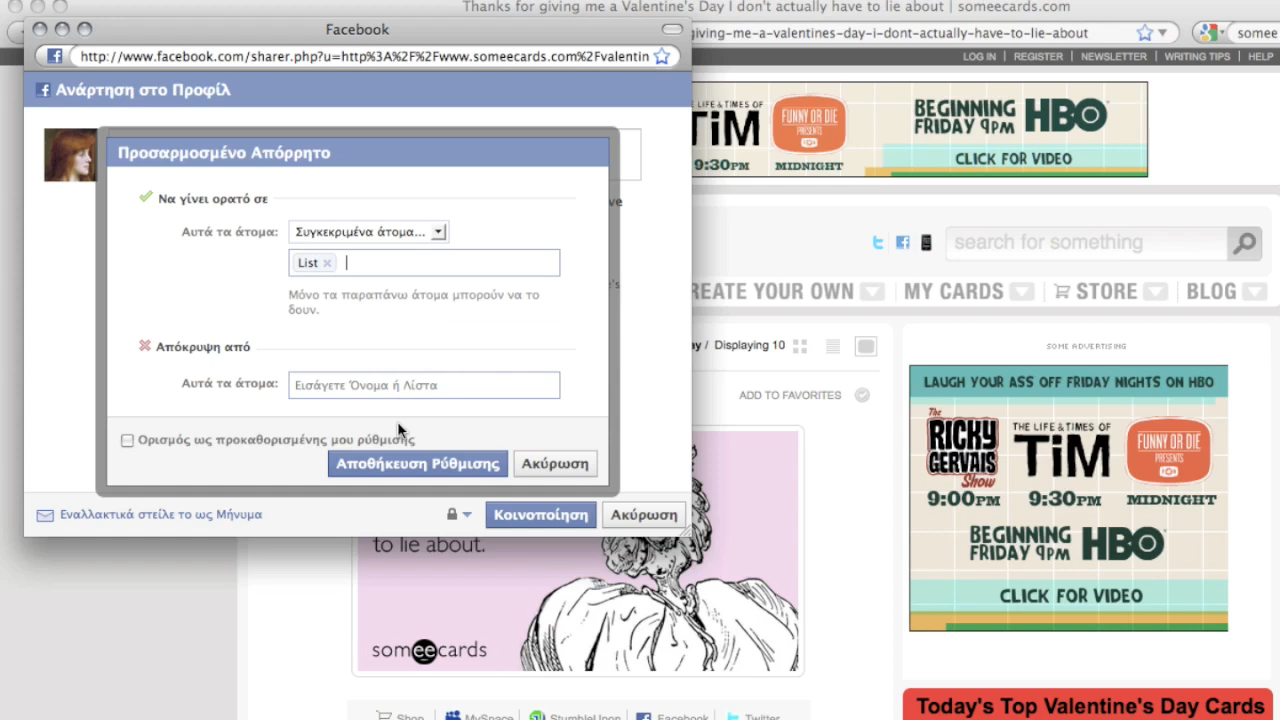 Thanks for giving me a Valentine's Day I don't actually have to lie about | someecards.com
Facebook
giving-me-a-valentines-day-i-dont-actually-have-to-lie-about
somee
http://www.facebook.com/sharer.php?u=http%3A%2F%2Fwww.someecards.com%2Fvalentin
LOG IN | REGISTER | NEWSLETTER | WRITING TIPS | HELP
Ανάρτηση στο Προφίλ
Προσαρμοσμένο Απόρρητο
Να γίνει ορατό σε
Αυτά τα άτομα: Συγκεκριμένα άτομα...
List ×
Μόνο τα παραπάνω άτομα μπορούν να το
δουν.
Απόκρυψη από
Αυτά τα άτομα: Εισάγετε Όνομα ή Λίστα
Ορισμός ως προκαθορισμένης μου ρύθμισής
Αποθήκευση Ρύθμισης Ακύρωση
Εναλλακτικά στείλε το ως Μήνυμα
Κοινοποίηση Ακύρωση
LIFE & TIMES OF
TiM
9:30PM
FUNNY OR DIE
PRESENTS
MIDNIGHT
BEGINNING
FRIDAY 9PM HBO
CLICK FOR VIDEO
search for something
REATE YOUR OWN | MY CARDS | STORE | BLOG
ay / Displaying 10
ADD TO FAVORITES
to lie about.
someecards
Shop | MySpace | StumbleUpon | Facebook | Twitter
SOME ADVERTISING
LAUGH YOUR ASS OFF FRIDAY NIGHTS ON HBO
The
RICKY
GERVAIS
Show
9:00PM
THE LIFE & TIMES OF
TiM
9:30PM
FUNNY OR DIE
PRESENTS
MIDNIGHT
BEGINNING
FRIDAY 9PM HBO
CLICK FOR VIDEO
Today's Top Valentine's Day Cards